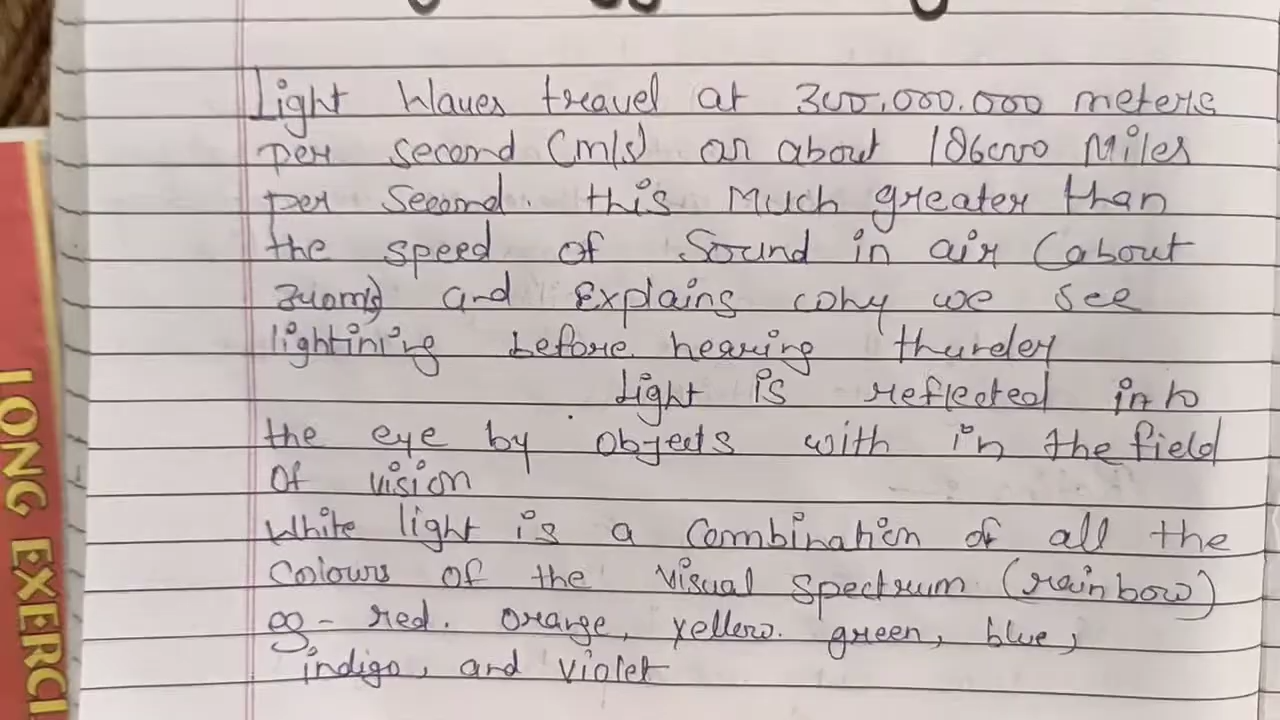 Light Waves travel at 300.000.000 meters
per second (m/s) or about 186000 Miles
per Second. this Much greater than
the speed of Sound in air (about
340m/s) and Explains why we see
lightining before hearing thunder
Light is reflected into
the eye by objects with in the field
Of vision
White light is a Combination of all the
Colours of the visual spectrum (rainbow)
eg - red. orange, yellow. green, blue,
indigo, and violet
LONG EXERCI